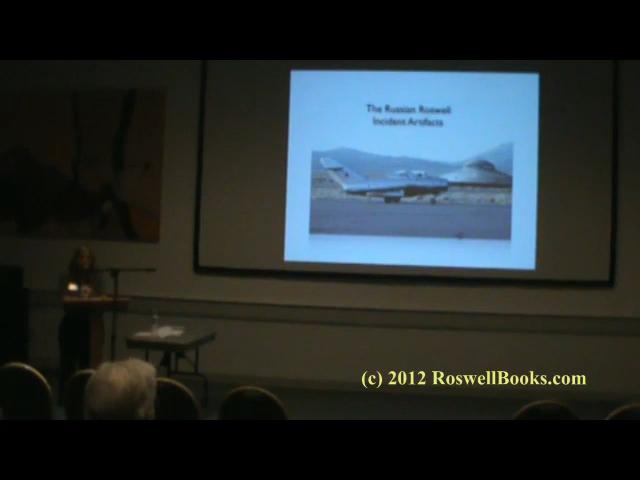 The Russian Roswell
Incident Artifacts
(c) 2012 RoswellBooks.com